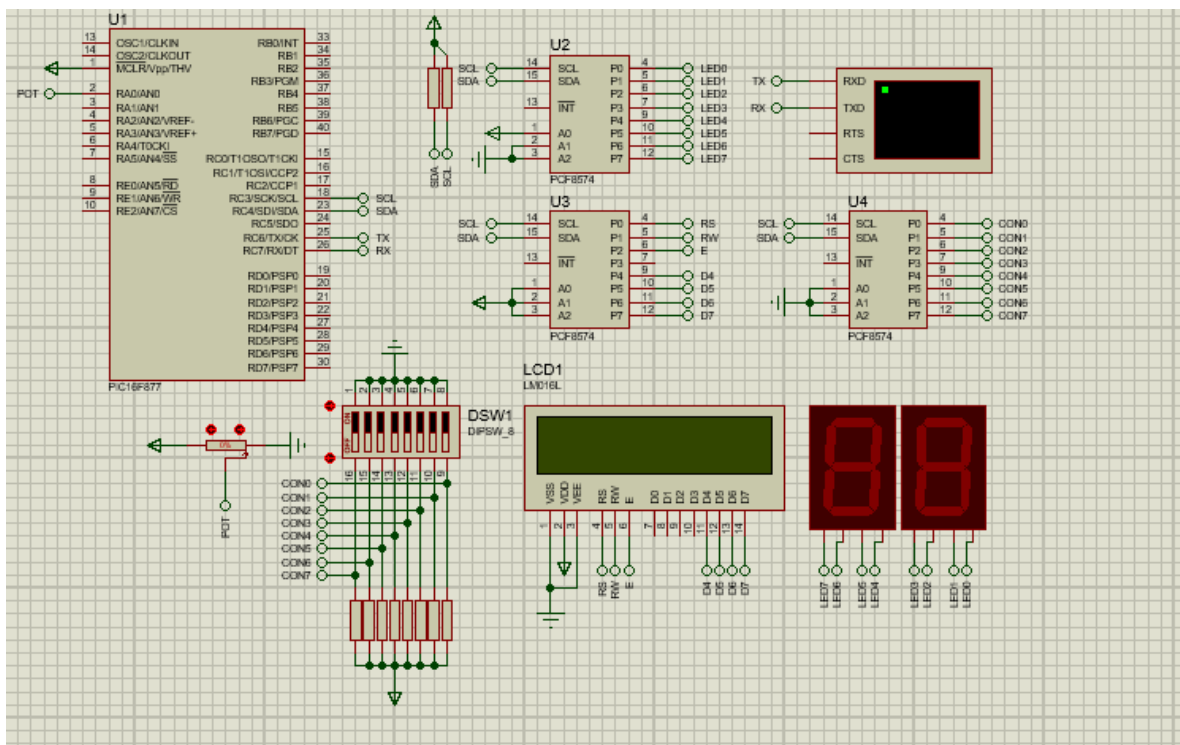 U1
13 OSC1/CLKIN RB0/INT 33
14 OSC2/CLKOUT RB1 34
1 MCLR/Vpp/THV RB2 35
RB3/PGM 36
POT 2 RA0/AN0 RB4 37
3 RA1/AN1 RB5 38
4 RA2/AN2/VREF- RB6/PGC 39
5 RA3/AN3/VREF+ RB7/PGD 40
6 RA4/T0CKI
7 RA5/AN4/SS RC0/T1OSO/T1CKI 15
RC1/T1OSI/CCP2 16
8 RE0/AN5/RD RC2/CCP1 17
9 RE1/AN6/WR RC3/SCK/SCL 18 SCL
10 RE2/AN7/CS RC4/SDI/SDA 23 SDA
RC5/SDO 24
RC6/TX/CK 25 TX
RC7/RX/DT 26 RX
RD0/PSP0 19
RD1/PSP1 20
RD2/PSP2 21
RD3/PSP3 22
RD4/PSP4 27
RD5/PSP5 28
RD6/PSP6 29
RD7/PSP7 30
PIC16F877
SDA SCL
U2
SCL 14 SCL P0 4 LED0
SDA 15 SDA P1 5 LED1
P2 6 LED2
13 INT P3 7 LED3
P4 9 LED4
1 A0 P5 10 LED5
2 A1 P6 11 LED6
3 A2 P7 12 LED7
PCF8574
TX RXD
RX TXD
RTS
CTS
U3
SCL 14 SCL P0 4 RS
SDA 15 SDA P1 5 RW
P2 6 E
13 INT P3 7
P4 9 D4
1 A0 P5 10 D5
2 A1 P6 11 D6
3 A2 P7 12 D7
PCF8574
U4
SCL 14 SCL P0 4 CON0
SDA 15 SDA P1 5 CON1
P2 6 CON2
13 INT P3 7 CON3
P4 9 CON4
1 A0 P5 10 CON5
2 A1 P6 11 CON6
3 A2 P7 12 CON7
PCF8574
1 2 3 4 5 6 7 8
ON
OFF
DSW1
DIPSW_8
16 15 14 13 12 11 10 9
0%
POT
CON0
CON1
CON2
CON3
CON4
CON5
CON6
CON7
LCD1
LM016L
VSS VDD VEE RS RW E D0 D1 D2 D3 D4 D5 D6 D7
1 2 3 4 5 6 7 8 9 10 11 12 13 14
RS RW E D4 D5 D6 D7
LED7 LED6 LED5 LED4 LED3 LED2 LED1 LED0